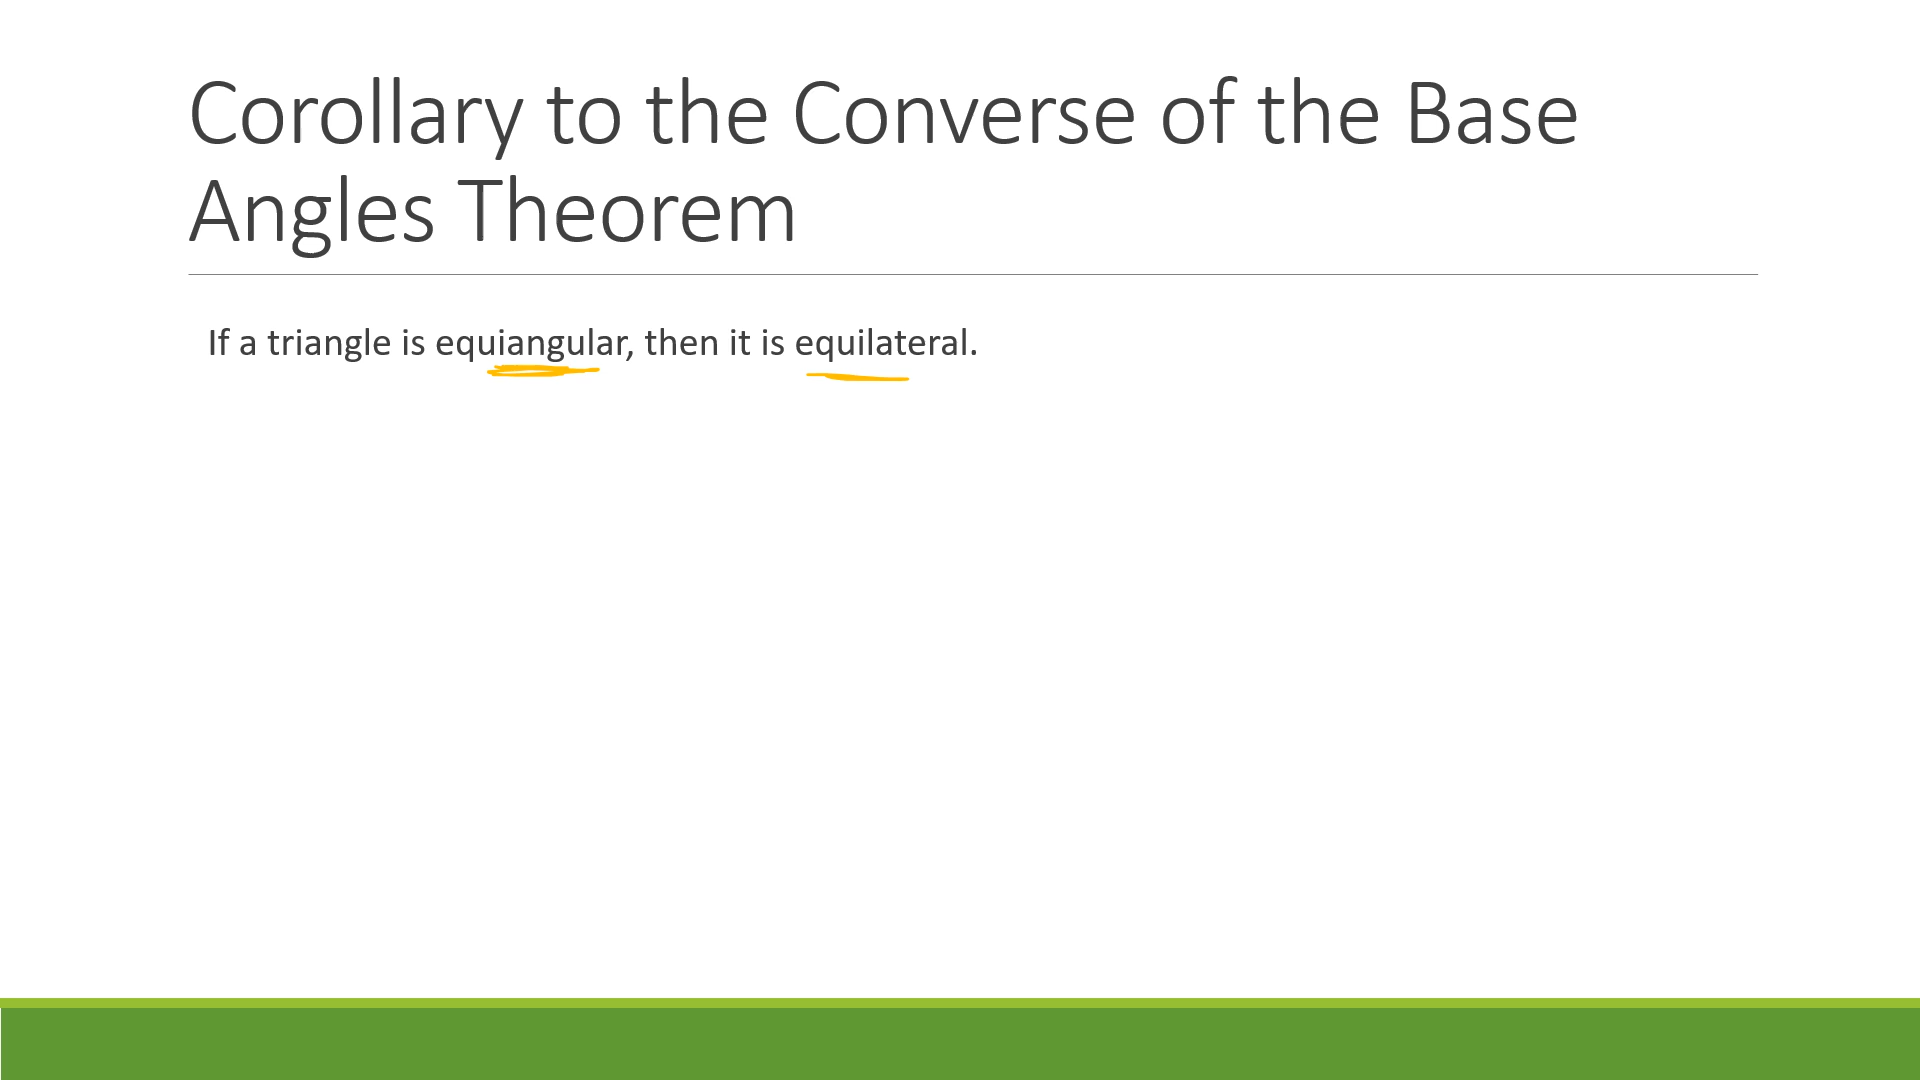 Corollary to the Converse of the Base
Angles Theorem
If a triangle is equiangular, then it is equilateral.